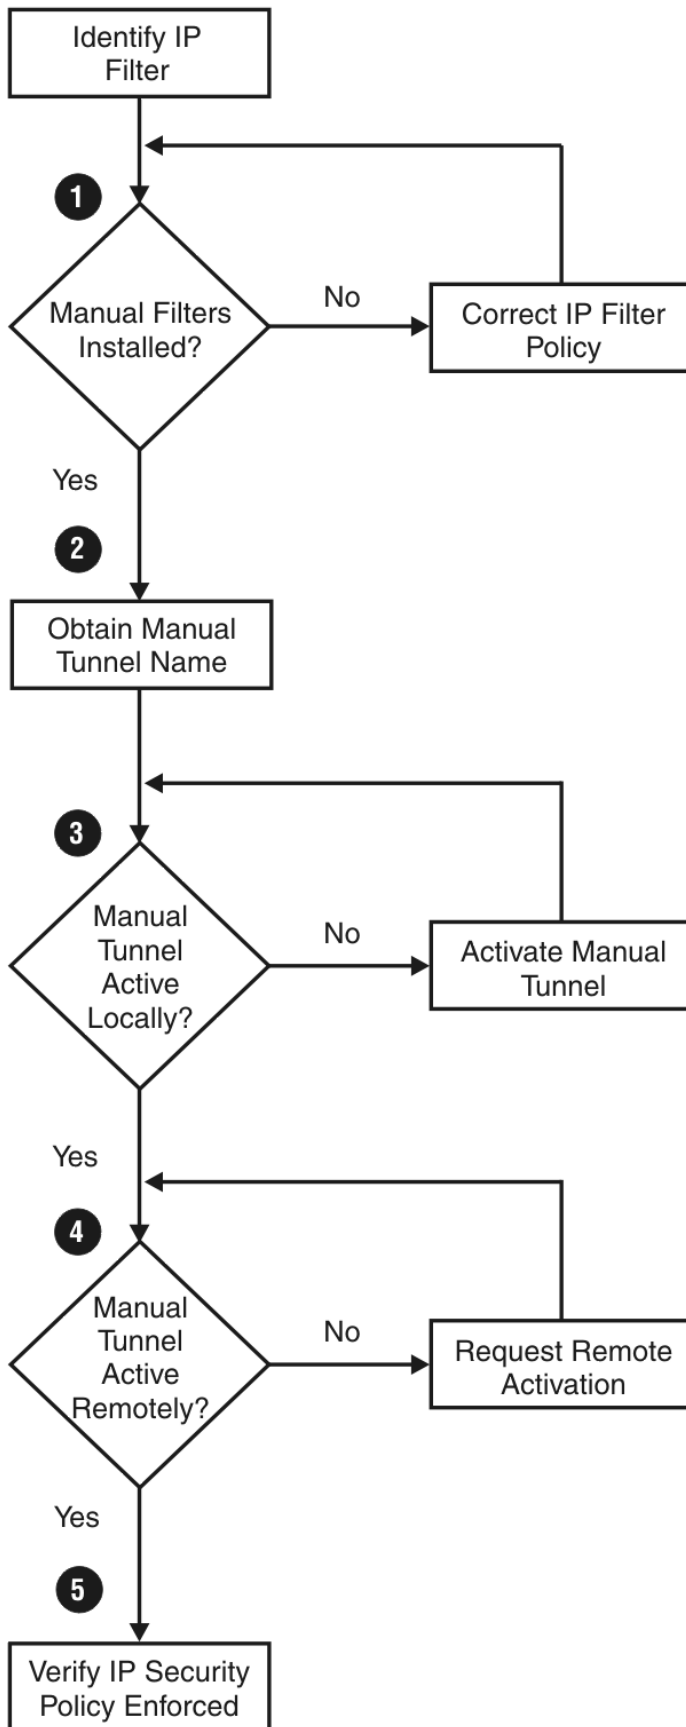 Identify IP
Filter
1
Manual Filters
Installed?
No
Correct IP Filter
Policy
Yes
2
Obtain Manual
Tunnel Name
3
Manual
Tunnel
Active
Locally?
No
Activate Manual
Tunnel
Yes
4
Manual
Tunnel
Active
Remotely?
No
Request Remote
Activation
Yes
5
Verify IP Security
Policy Enforced